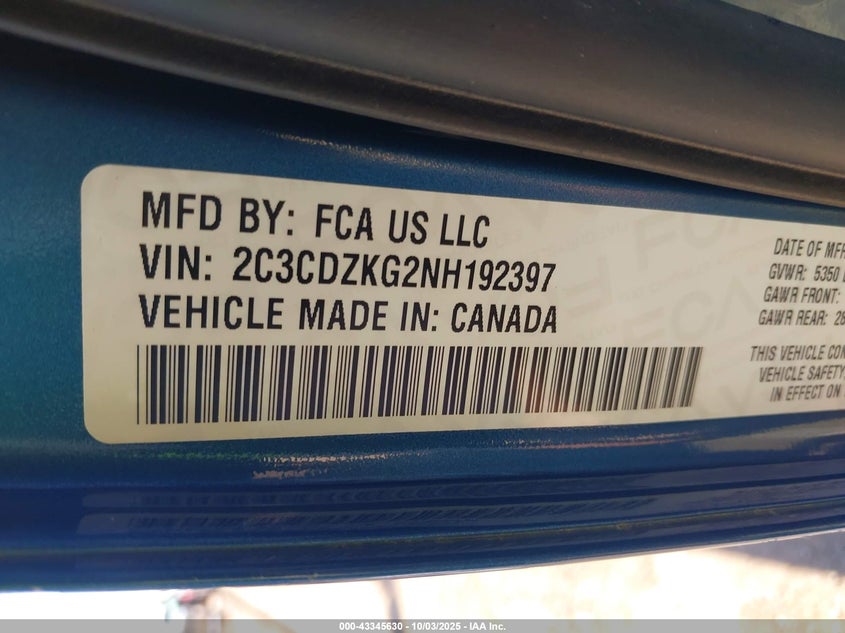 MFD BY: FCA US LLC
VIN: 2C3CDZKG2NH192397
VEHICLE MADE IN: CANADA
DATE OF MFR
GVWR: 5350
GAWR FRONT:
GAWR REAR: 28
THIS VEHICLE CON
VEHICLE SAFETY
IN EFFECT ON
000-43345630 - 10/03/2025 - IAA Inc.